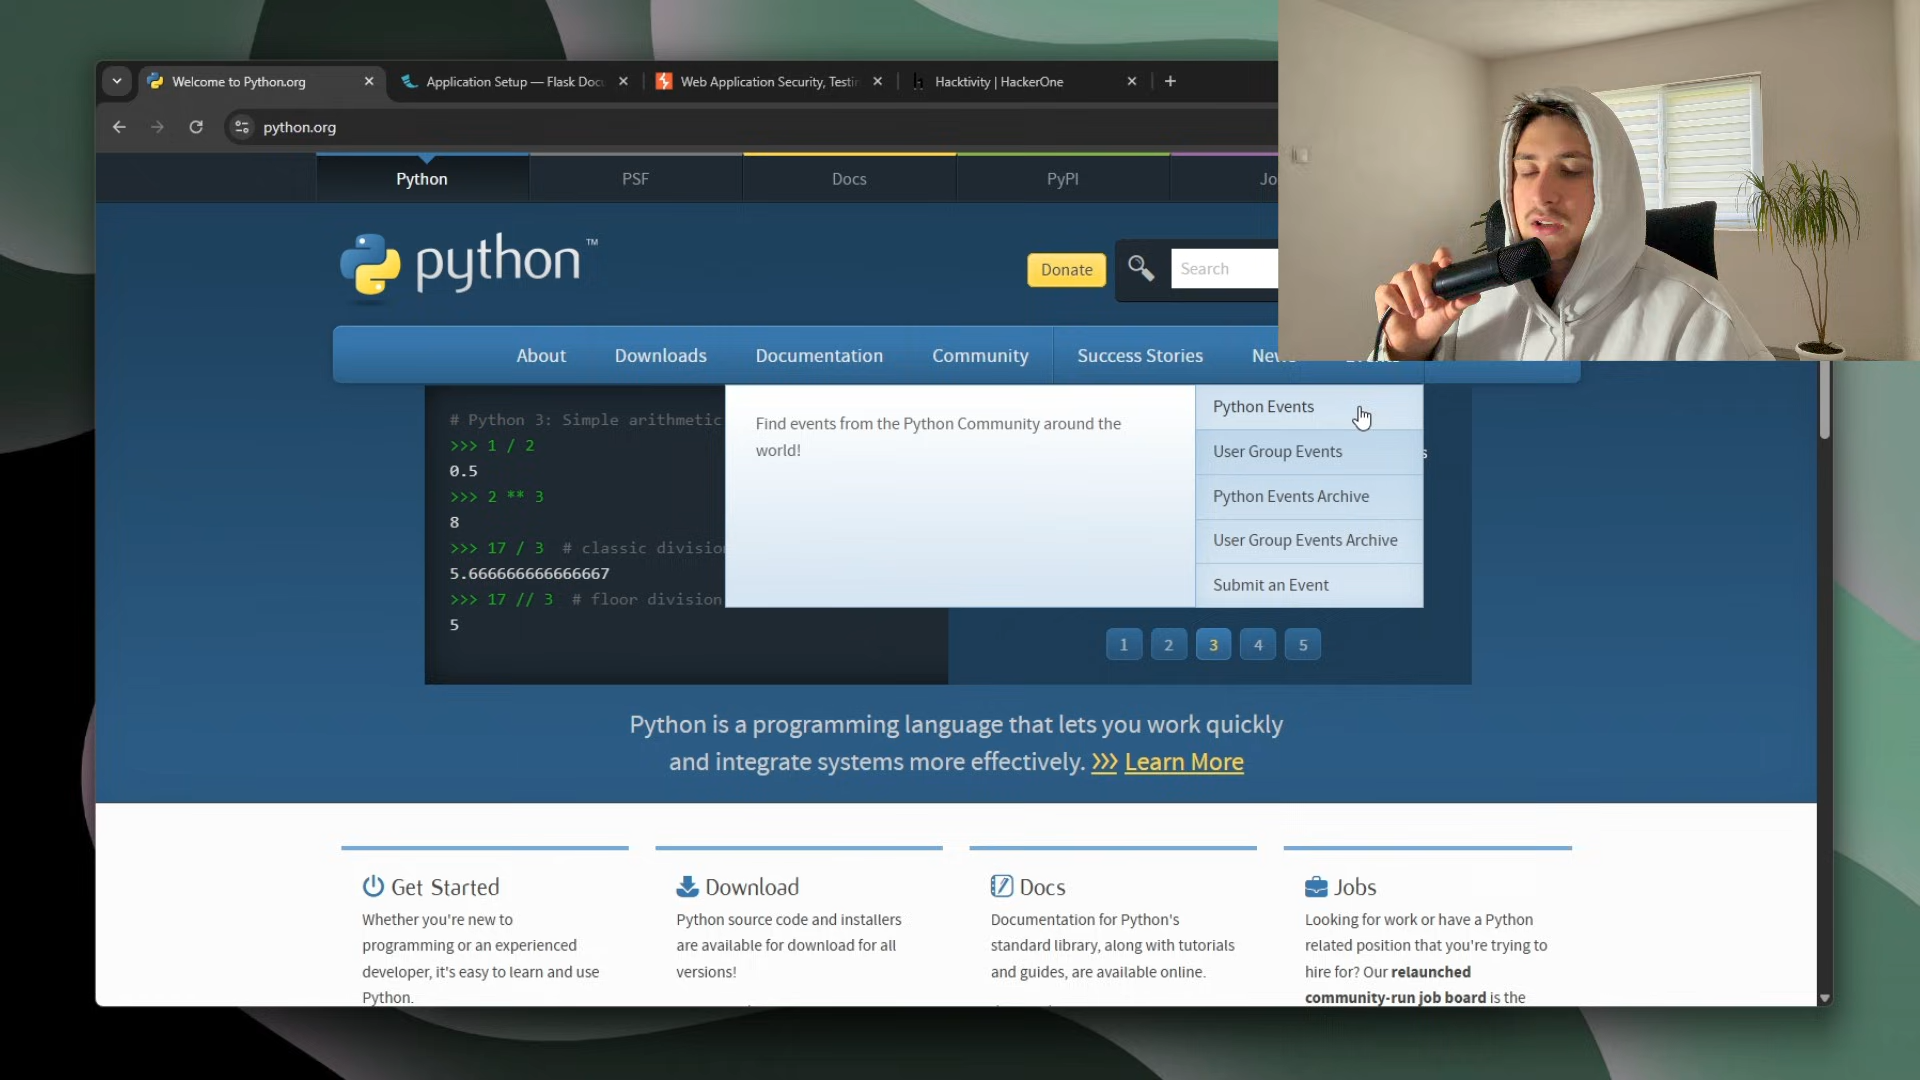 Welcome to Python.org
Application Setup — Flask Docu
Web Application Security, Testin
Hacktivity | HackerOne
python.org
Python
PSF
Docs
PyPI
Jo
python™
Donate
Search
About
Downloads
Documentation
Community
Success Stories
New
# Python 3: Simple arithmetic
>>> 1 / 2
0.5
>>> 2 ** 3
8
>>> 17 / 3  # classic division
5.666666666666667
>>> 17 // 3  # floor division
5
Find events from the Python Community around the
world!
Python Events
User Group Events
Python Events Archive
User Group Events Archive
Submit an Event
s
1 2 3 4 5
Python is a programming language that lets you work quickly
and integrate systems more effectively. >>> Learn More
Get Started
Whether you're new to
programming or an experienced
developer, it's easy to learn and use
Python.
Download
Python source code and installers
are available for download for all
versions!
Docs
Documentation for Python's
standard library, along with tutorials
and guides, are available online.
Jobs
Looking for work or have a Python
related position that you're trying to
hire for? Our relaunched
community-run job board is the